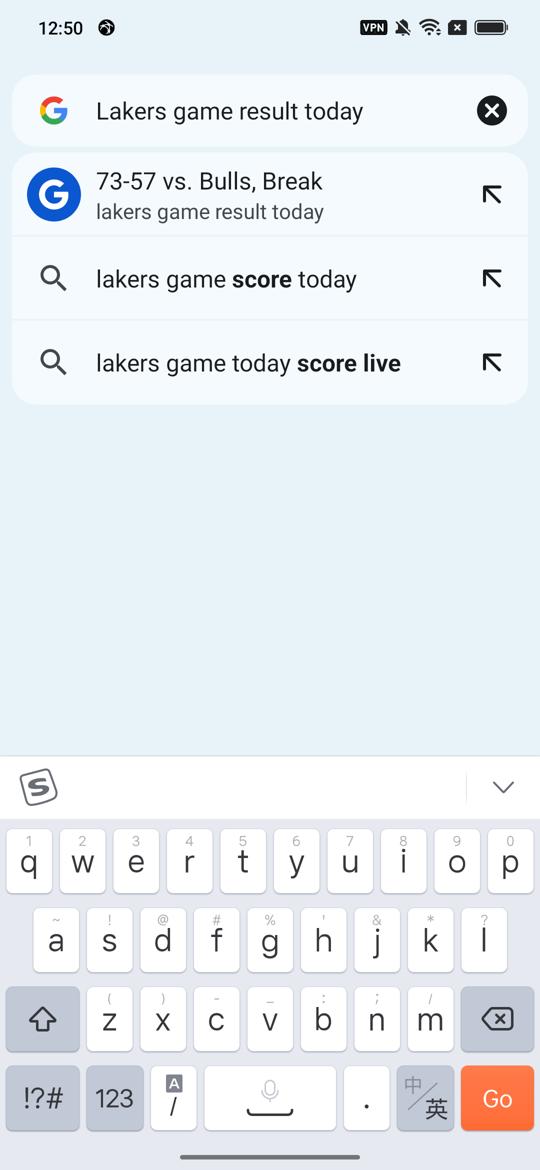 12:50
VPN
Lakers game result today
73-57 vs. Bulls, Break
lakers game result today
lakers game score today
lakers game today score live
1 2 3 4 5 6 7 8 9 0
q w e r t y u i o p
~ ! @ # % ' & * ?
a s d f g h j k l
( ) - _ : ; /
z x c v b n m
!?# 123 A / . 中/英 Go